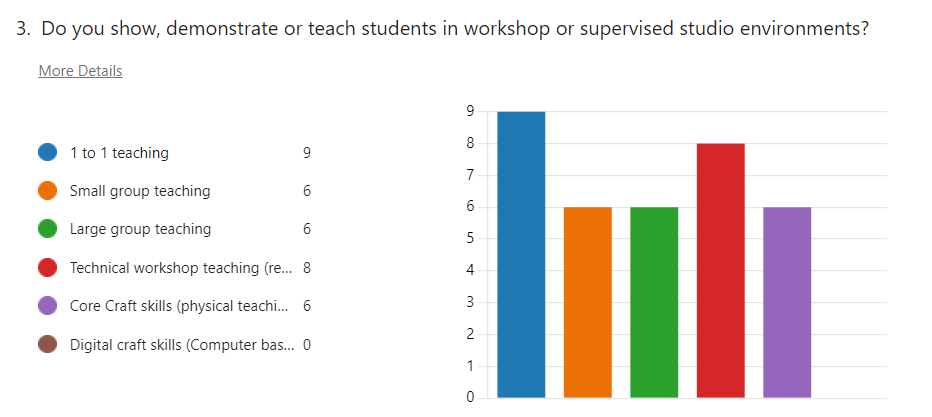 3. Do you show, demonstrate or teach students in workshop or supervised studio environments?
More Details
1 to 1 teaching 9
Small group teaching 6
Large group teaching 6
Technical workshop teaching (re... 8
Core Craft skills (physical teachi... 6
Digital craft skills (Computer bas... 0
9
8
7
6
5
4
3
2
1
0